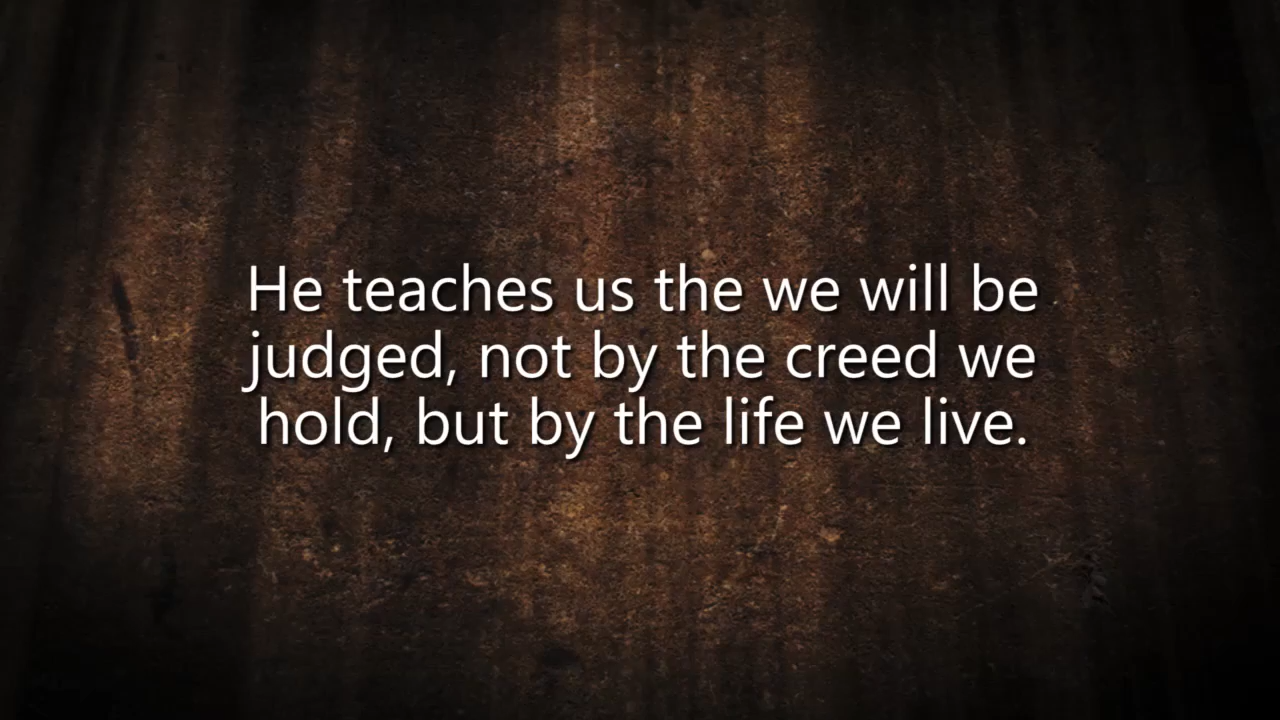 He teaches us the we will be
judged, not by the creed we
hold, but by the life we live.